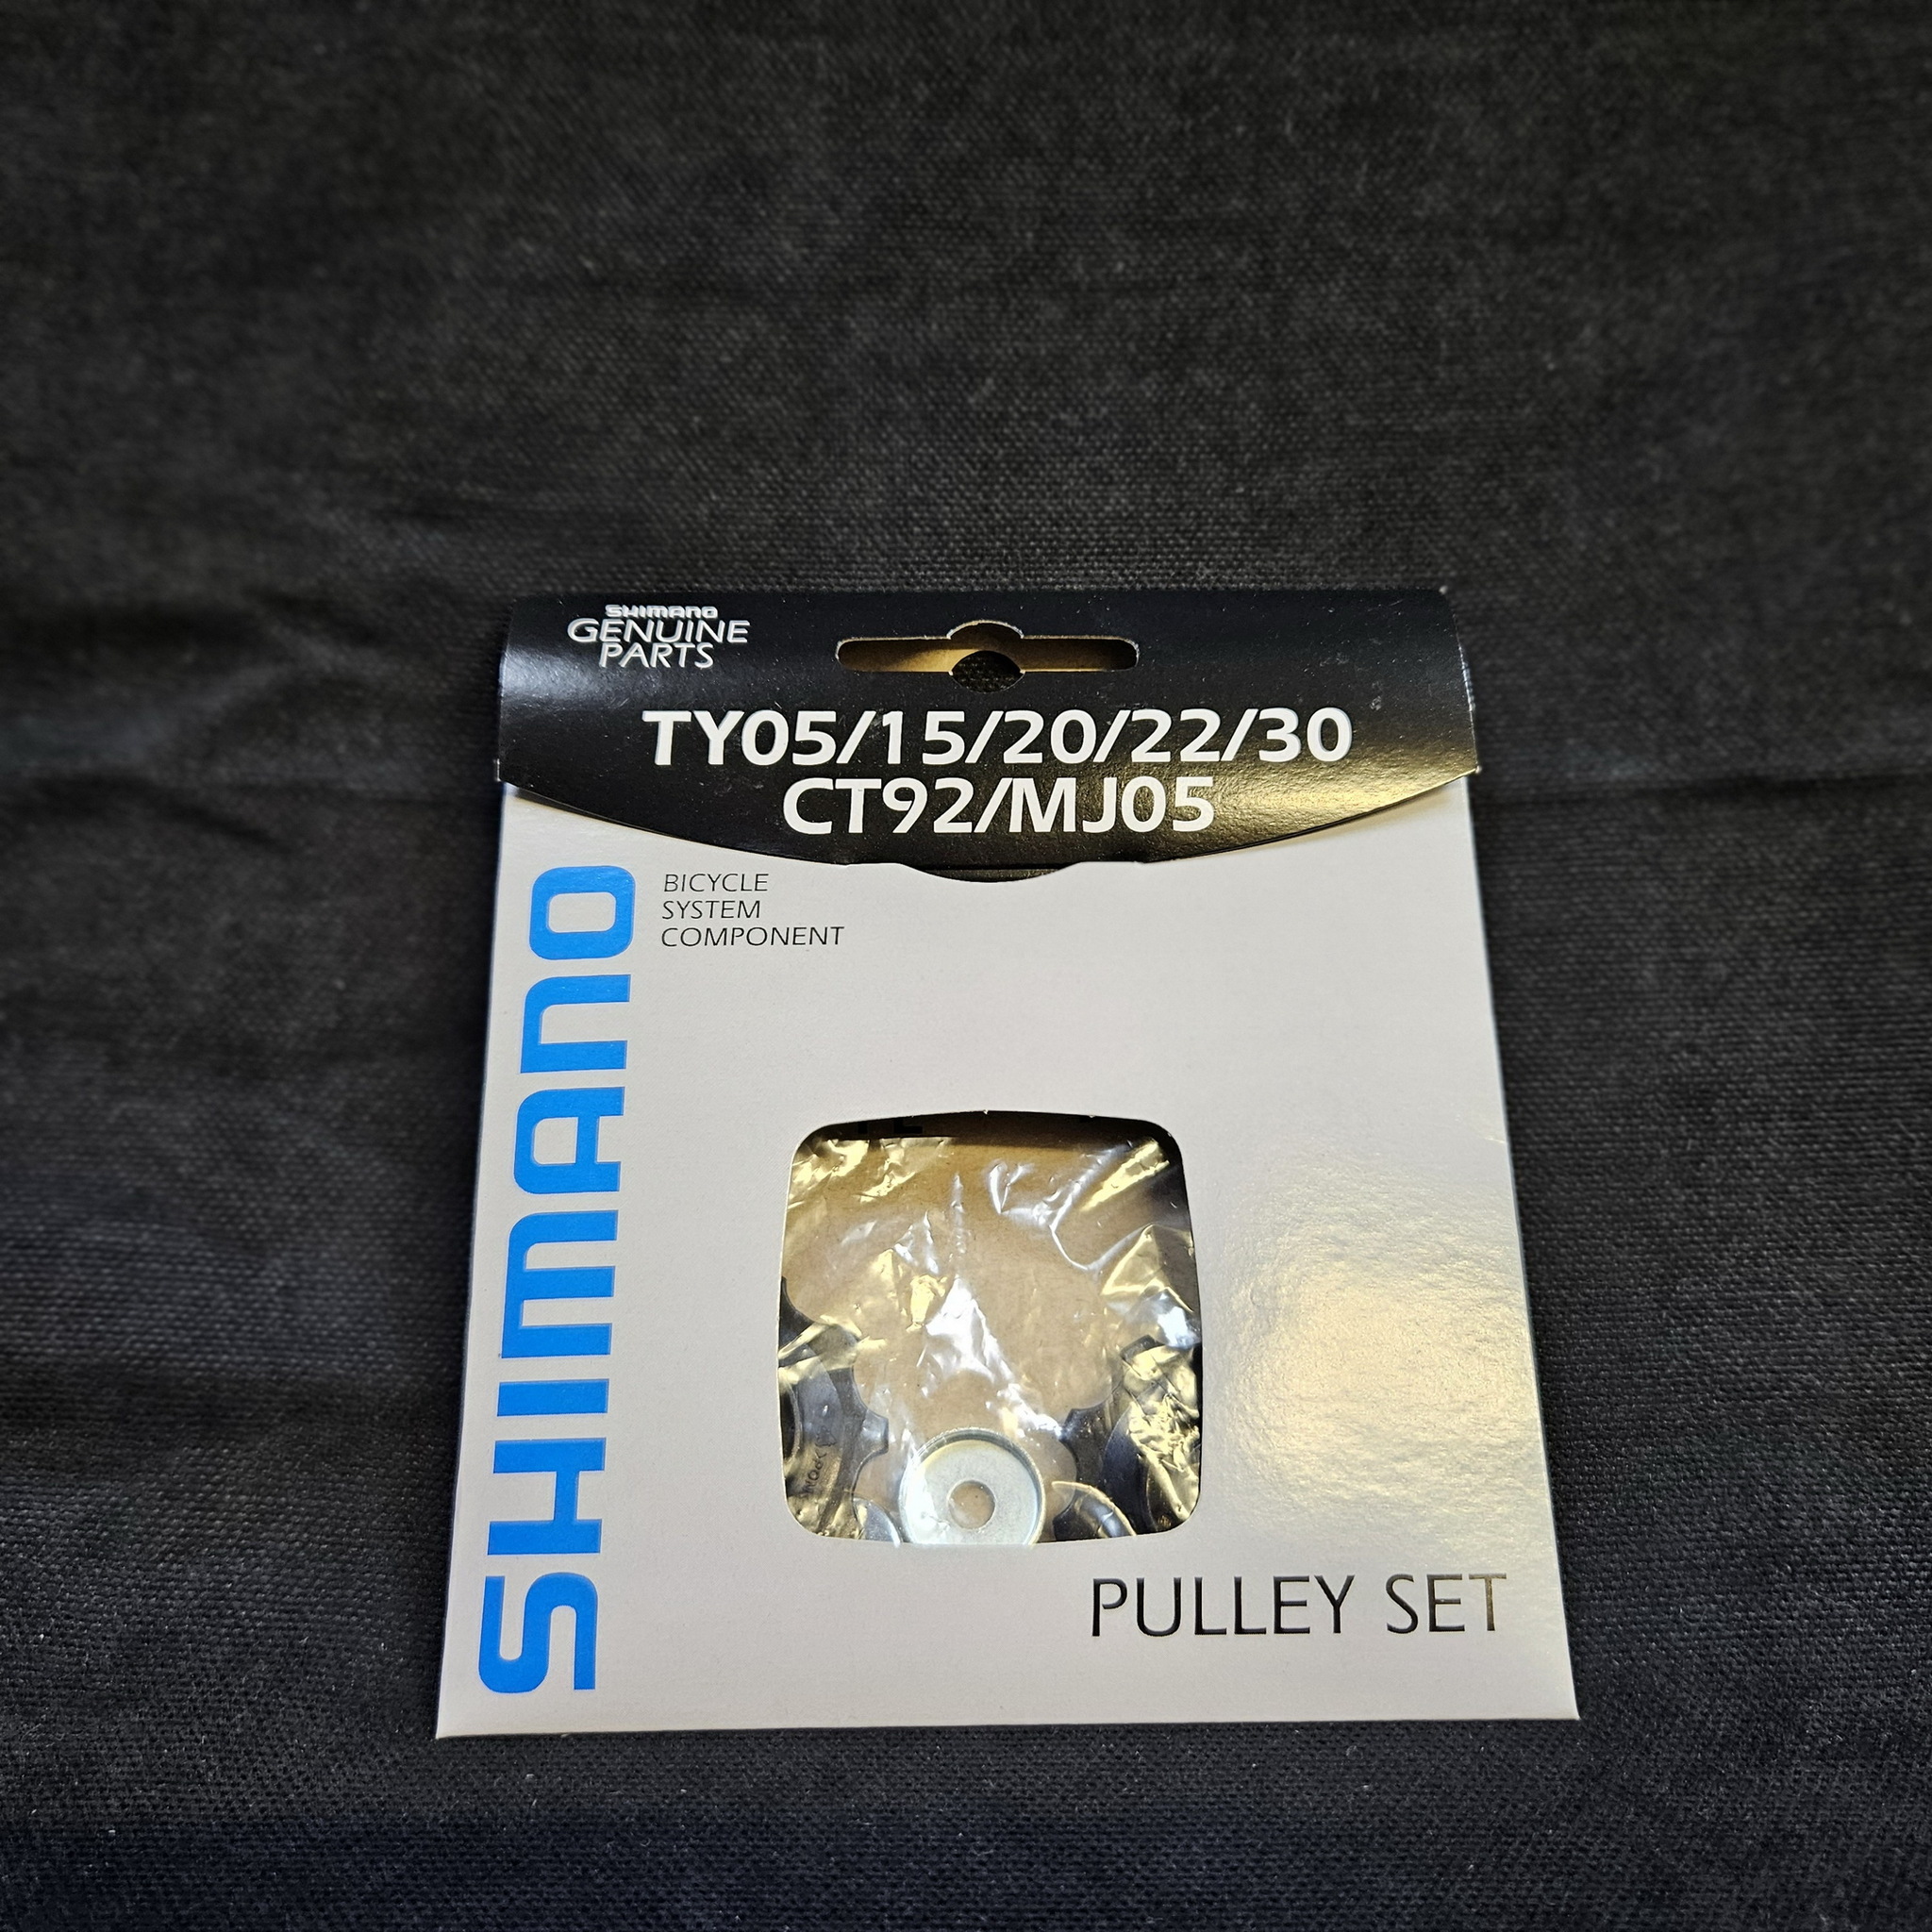 SHIMANO
GENUINE
PARTS
TY05/15/20/22/30
CT92/MJ05
BICYCLE
SYSTEM
COMPONENT
SHIMANO
PULLEY SET